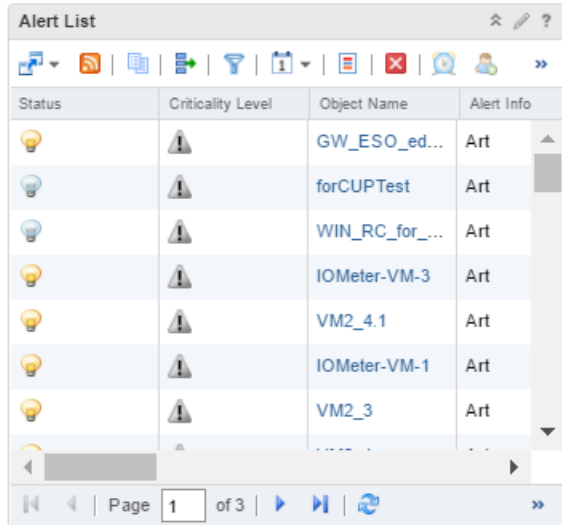 Alert List ?
1 »
Status Criticality Level Object Name Alert Info
GW_ESO_ed... Art
forCUPTest Art
WIN_RC_for_... Art
IOMeter-VM-3 Art
VM2_4.1 Art
IOMeter-VM-1 Art
VM2_3 Art
Page 1 of 3 »